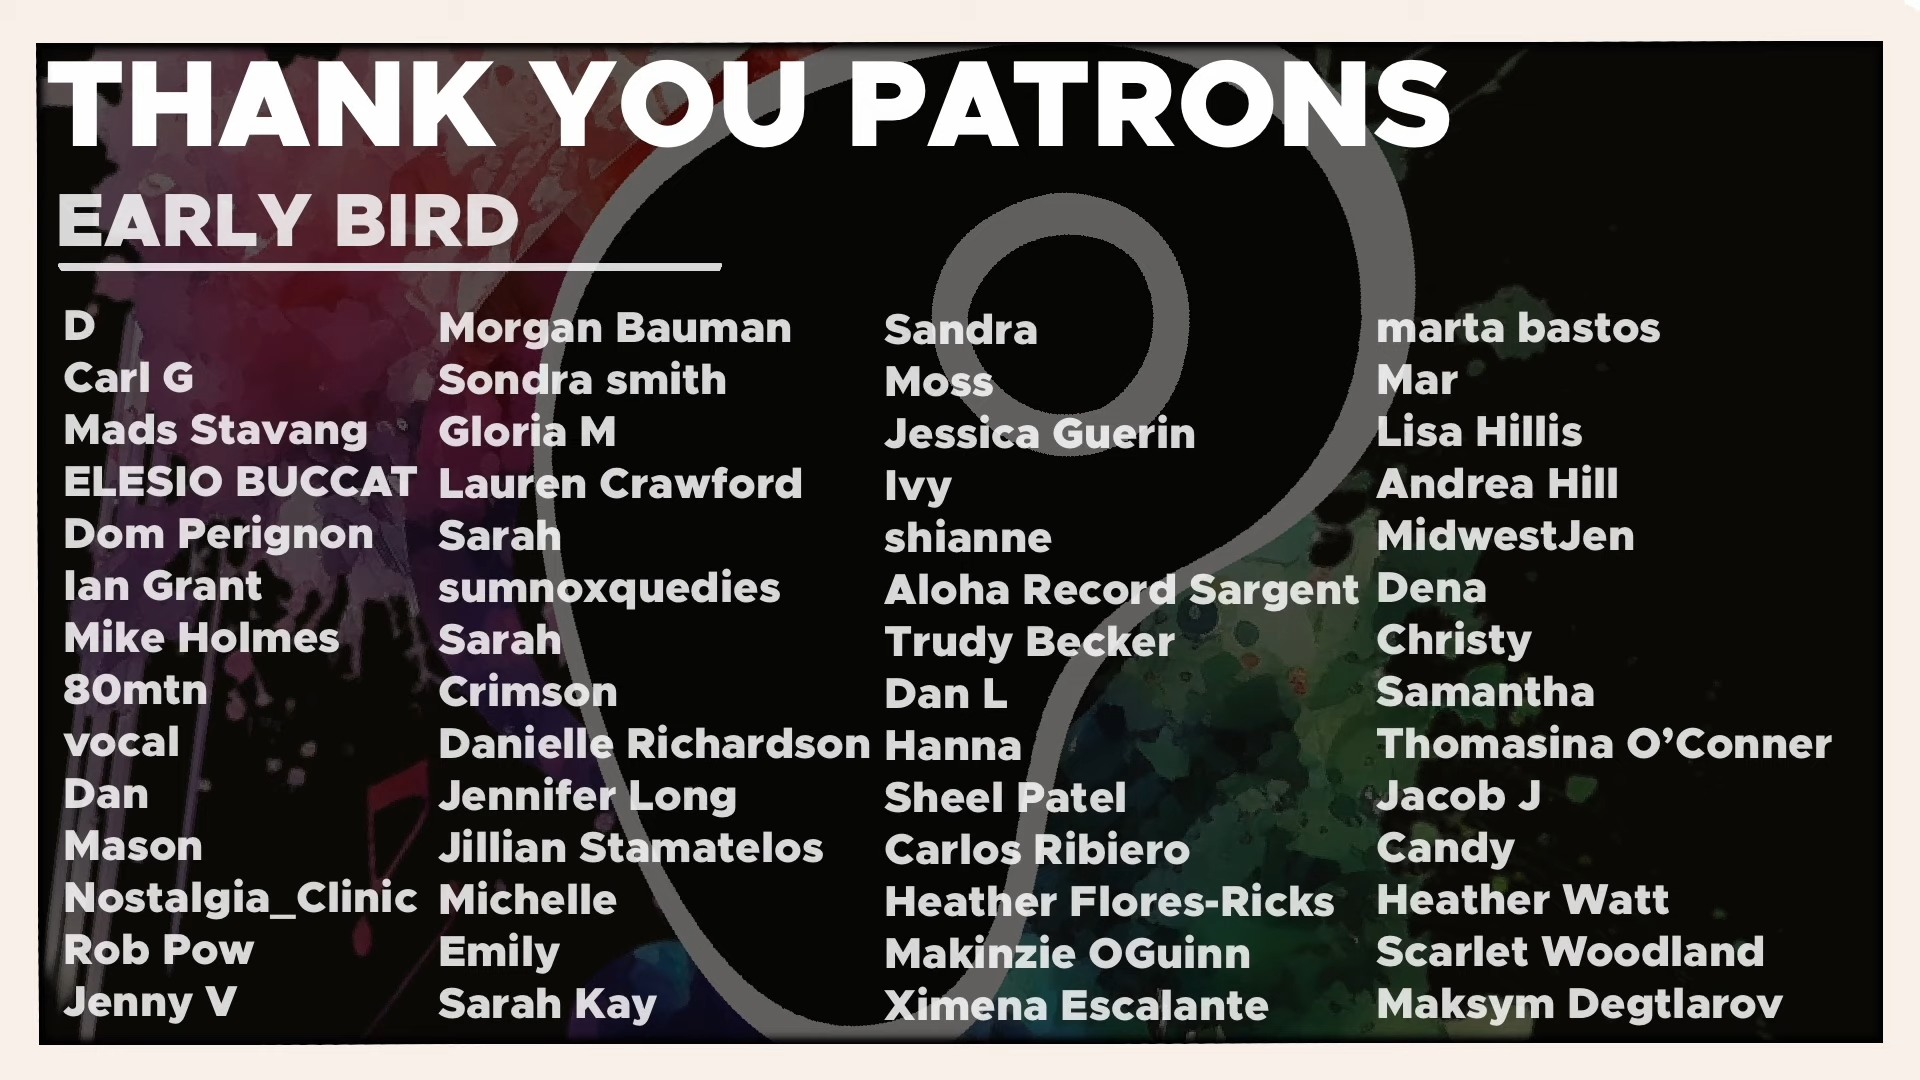 THANK YOU PATRONS
EARLY BIRD
D
Carl G
Mads Stavang
ELESIO BUCCAT
Dom Perignon
Ian Grant
Mike Holmes
80mtn
vocal
Dan
Mason
Nostalgia_Clinic
Rob Pow
Jenny V
Morgan Bauman
Sondra smith
Gloria M
Lauren Crawford
Sarah
sumnoxquedies
Sarah
Crimson
Danielle Richardson
Jennifer Long
Jillian Stamatelos
Michelle
Emily
Sarah Kay
Sandra
Moss
Jessica Guerin
Ivy
shianne
Aloha Record Sargent
Trudy Becker
Dan L
Hanna
Sheel Patel
Carlos Ribiero
Heather Flores-Ricks
Makinzie OGuinn
Ximena Escalante
marta bastos
Mar
Lisa Hillis
Andrea Hill
MidwestJen
Dena
Christy
Samantha
Thomasina O’Conner
Jacob J
Candy
Heather Watt
Scarlet Woodland
Maksym Degtlarov